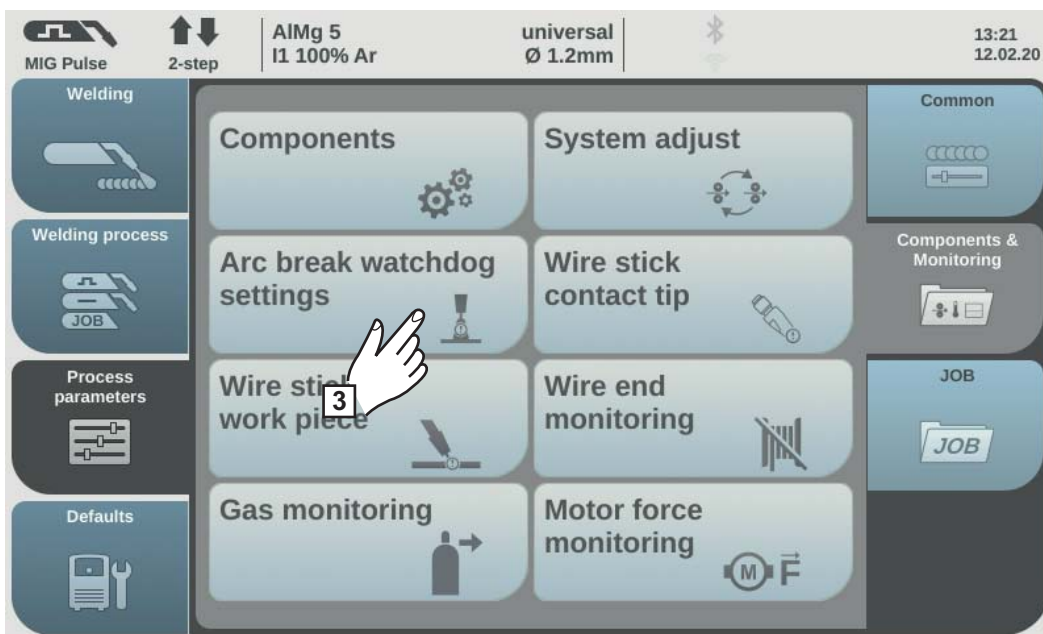 MIG Pulse
2-step
AlMg 5
I1 100% Ar
universal
Ø 1.2mm
13:21
12.02.20
Welding
Welding process
JOB
Process
parameters
Defaults
Components
System adjust
Arc break watchdog
settings
Wire stick
contact tip
Wire
work piece
3
Wire end
monitoring
Gas monitoring
Motor force
monitoring
M F
Common
Components &
Monitoring
JOB
JOB